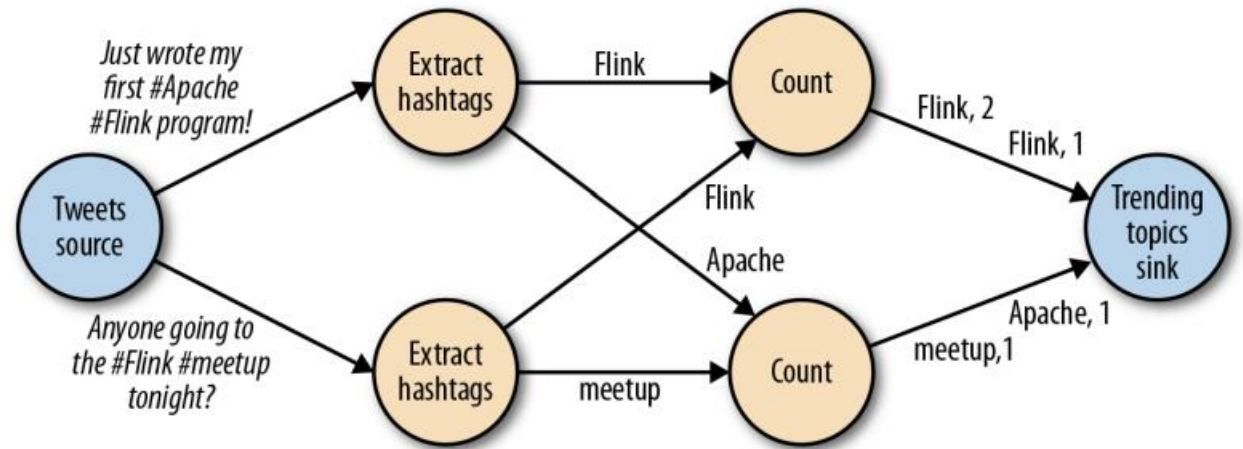 Just wrote my
first #Apache
#Flink program!
Tweets
source
Anyone going to
the #Flink #meetup
tonight?
Extract
hashtags
Extract
hashtags
Flink
Flink
Apache
meetup
Count
Count
Flink, 2
Flink, 1
Apache, 1
meetup,1
Trending
topics
sink